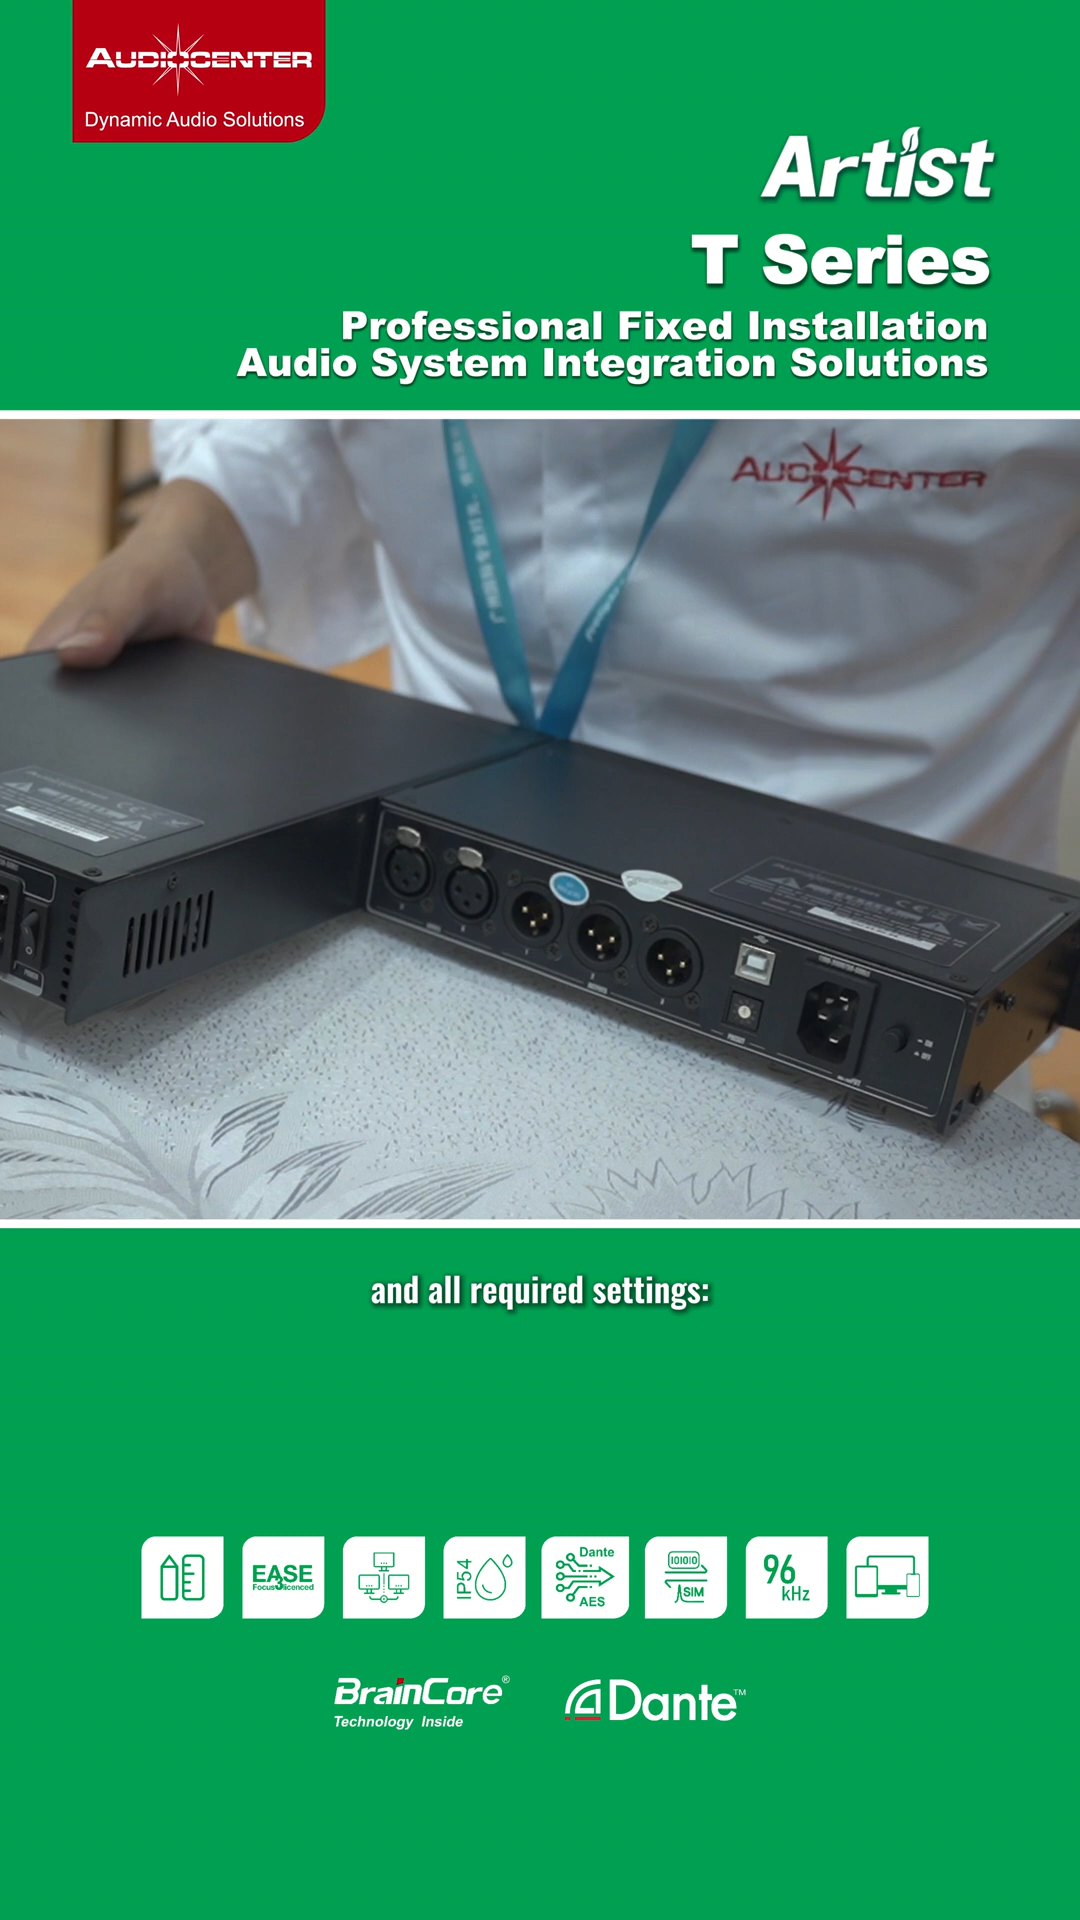 AUDIOCENTER
Dynamic Audio Solutions
Artist
T Series
Professional Fixed Installation
Audio System Integration Solutions
AUDIOCENTER
and all required settings:
EASE
Focus3licenced
IP54
Dante
AES
101010
SIM
96
kHz
BrainCore®
Technology Inside
Dante™